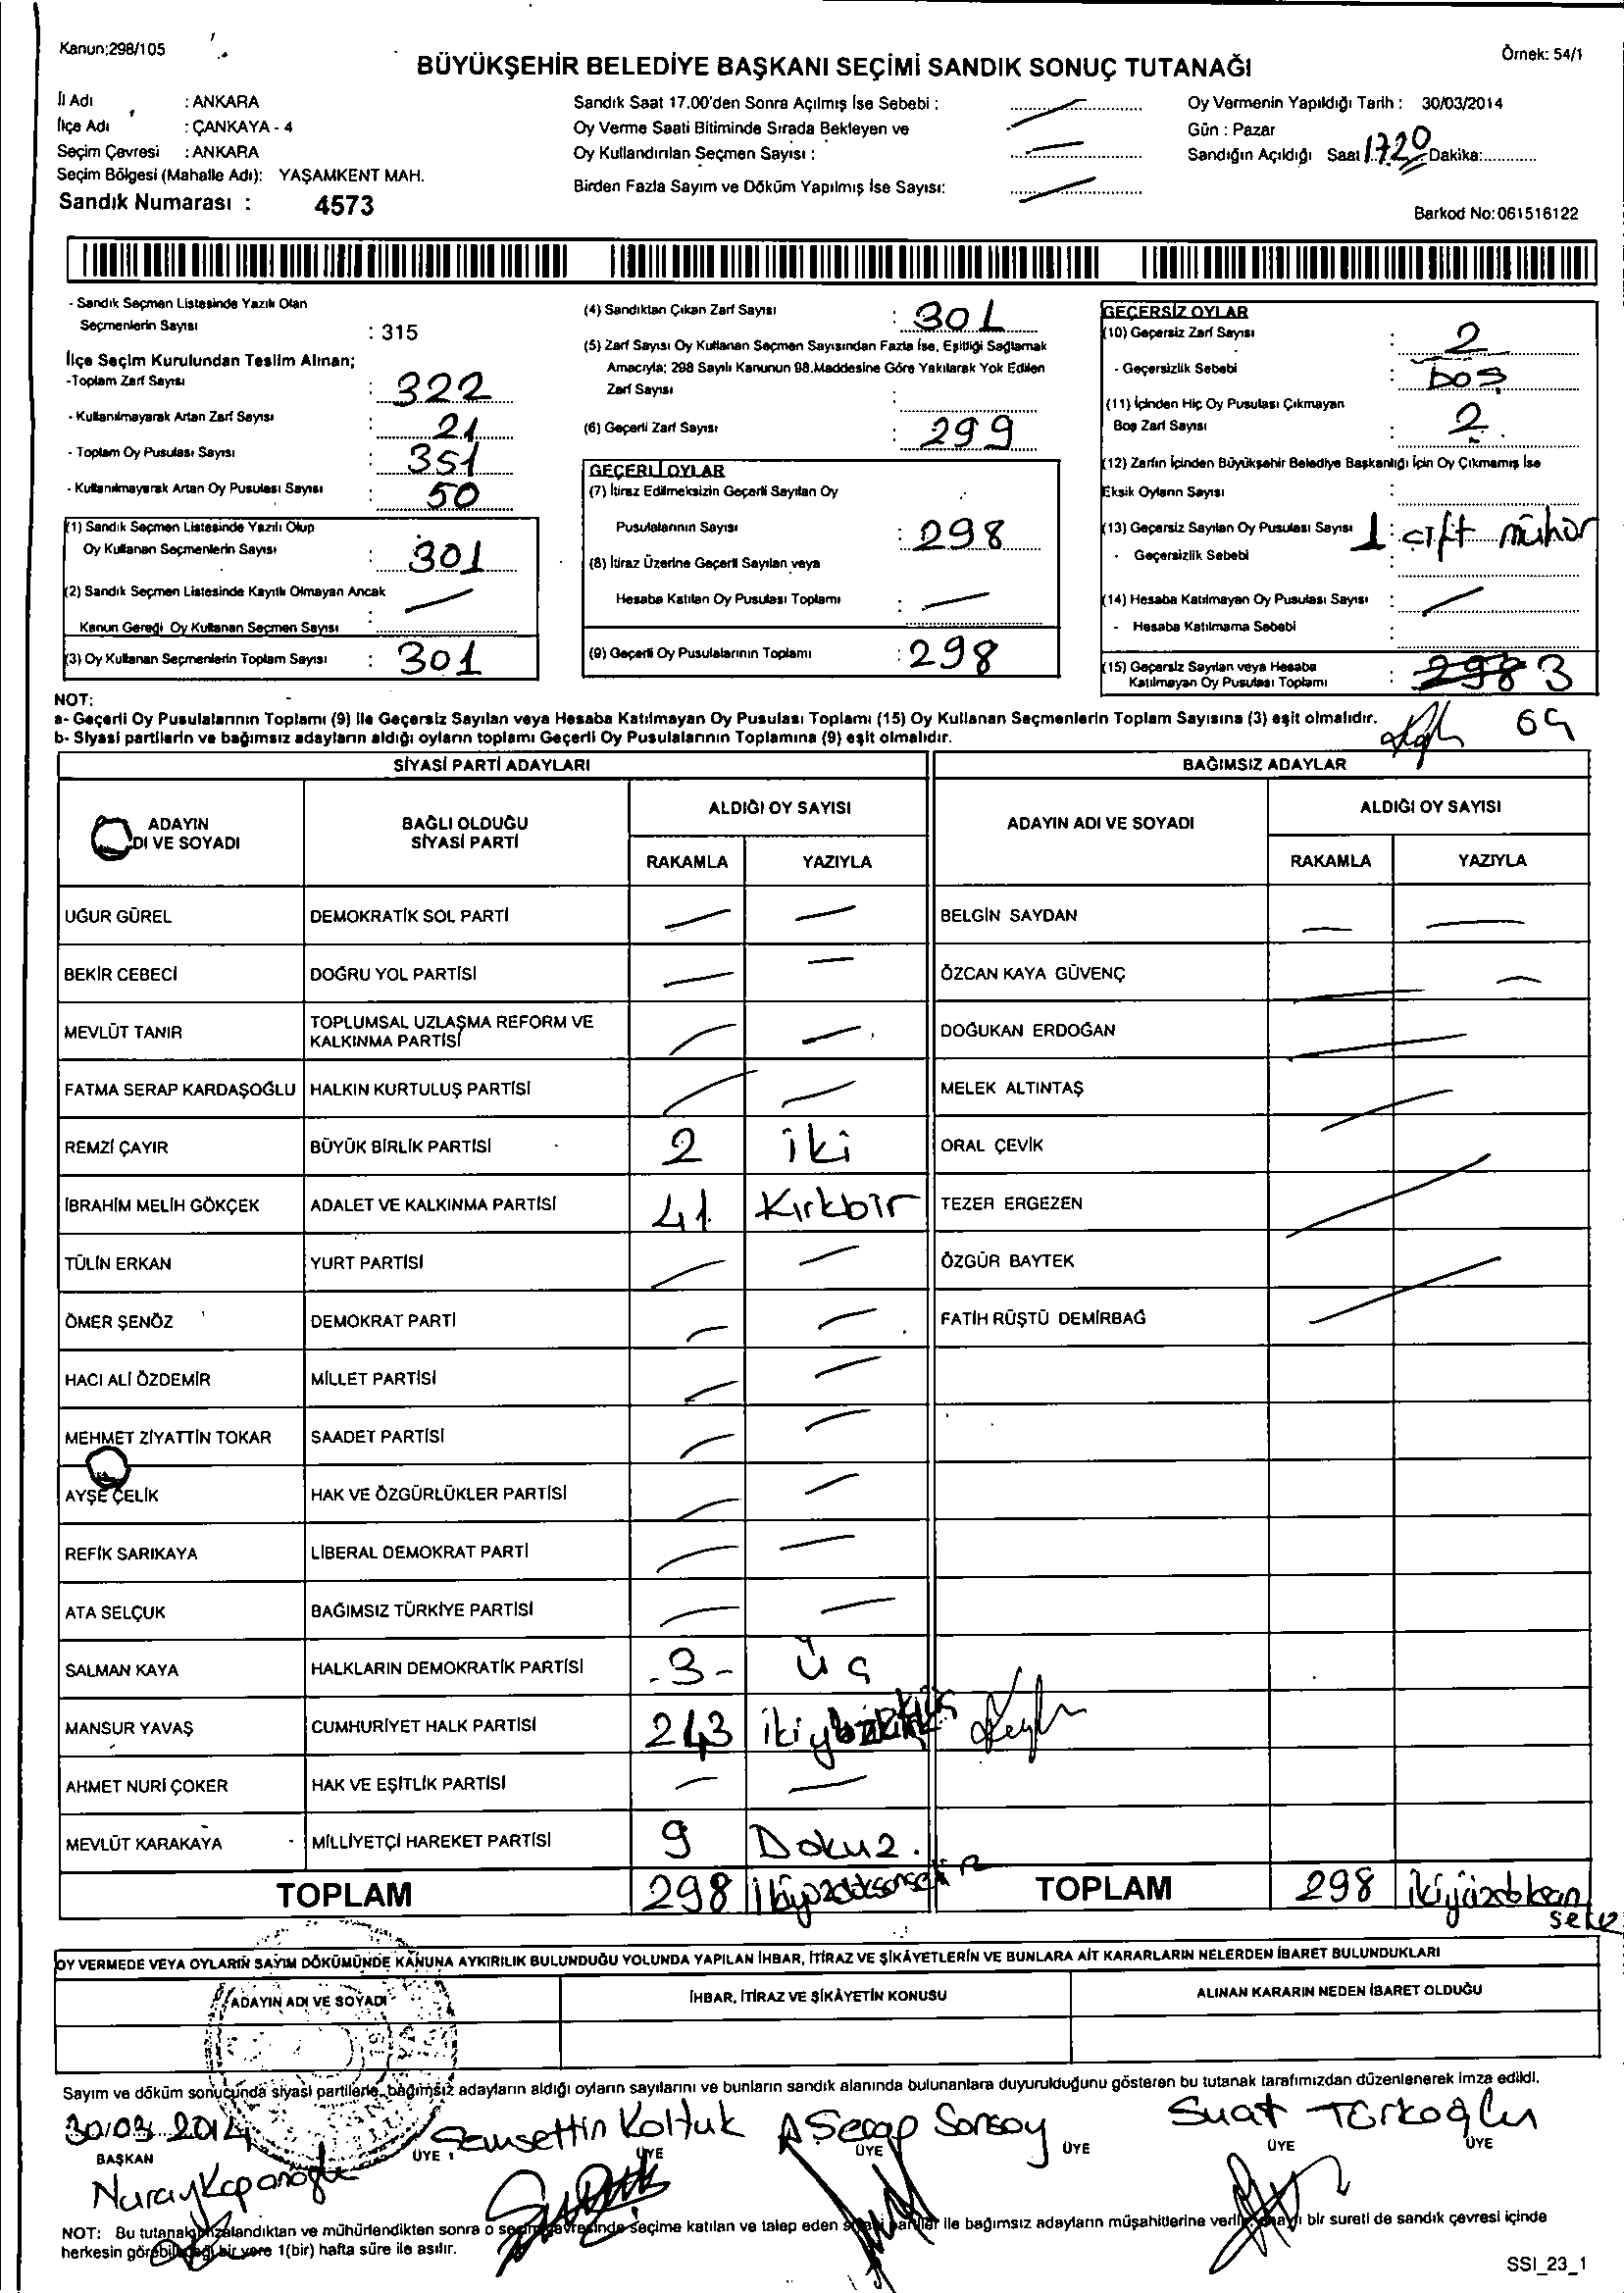 Kanun:298/105
Örnek: 54/1
BÜYÜKŞEHİR BELEDİYE BAŞKANI SEÇİMİ SANDIK SONUÇ TUTANAĞI
İl Adı : ANKARA
İlçe Adı : ÇANKAYA - 4
Seçim Çevresi : ANKARA
Seçim Bölgesi (Mahalle Adı): YAŞAMKENT MAH.
Sandık Numarası : 4573
Sandık Saat 17.00'den Sonra Açılmış İse Sebebi :
Oy Verme Saati Bitiminde Sırada Bekleyen ve
Oy Kullandırılan Seçmen Sayısı :
Birden Fazla Sayım ve Döküm Yapılmış İse Sayısı:
Oy Vermenin Yapıldığı Tarih : 30/03/2014
Gün : Pazar
Sandığın Açıldığı Saat 17.20 Dakika:
Barkod No:061516122
- Sandık Seçmen Listesinde Yazılı Olan
Seçmenlerin Sayısı : 315
İlçe Seçim Kurulundan Teslim Alınan;
-Toplam Zarf Sayısı : 322
- Kullanılmayarak Artan Zarf Sayısı : 21
- Toplam Oy Pusulası Sayısı : 351
- Kullanılmayarak Artan Oy Pusulası Sayısı : 50
(1) Sandık Seçmen Listesinde Yazılı Olup
Oy Kullanan Seçmenlerin Sayısı : 301
(2) Sandık Seçmen Listesinde Kayıtlı Olmayan Ancak
Kanun Gereği Oy Kullanan Seçmen Sayısı :
(3) Oy Kullanan Seçmenlerin Toplam Sayısı : 301
(4) Sandıktan Çıkan Zarf Sayısı : 301
(5) Zarf Sayısı Oy Kullanan Seçmen Sayısından Fazla İse, Eşitliği Sağlamak
Amacıyla; 298 Sayılı Kanunun 98.Maddesine Göre Yakılarak Yok Edilen
Zarf Sayısı :
(6) Geçerli Zarf Sayısı : 299
GEÇERLİ OYLAR
(7) İtiraz Edilmeksizin Geçerli Sayılan Oy
Pusulalarının Sayısı : 298
(8) İtiraz Üzerine Geçerli Sayılan veya
Hesaba Katılan Oy Pusulası Toplamı :
(9) Geçerli Oy Pusulalarının Toplamı : 298
GEÇERSİZ OYLAR
(10) Geçersiz Zarf Sayısı : 2
- Geçersizlik Sebebi : boş
(11) İçinden Hiç Oy Pusulası Çıkmayan
Boş Zarf Sayısı : 2
(12) Zarfın İçinden Büyükşehir Belediye Başkanlığı İçin Oy Çıkmamış İse
Eksik Oyların Sayısı :
(13) Geçersiz Sayılan Oy Pusulası Sayısı 1 : çift mühür
- Geçersizlik Sebebi :
(14) Hesaba Katılmayan Oy Pusulası Sayısı :
- Hesaba Katılmama Sebebi :
(15) Geçersiz Sayılan veya Hesaba
Katılmayan Oy Pusulası Toplamı : 298 3
NOT:
a- Geçerli Oy Pusulalarının Toplamı (9) ile Geçersiz Sayılan veya Hesaba Katılmayan Oy Pusulası Toplamı (15) Oy Kullanan Seçmenlerin Toplam Sayısına (3) eşit olmalıdır.
b- Siyasi partilerin ve bağımsız adayların aldığı oyların toplamı Geçerli Oy Pusulalarının Toplamına (9) eşit olmalıdır.
SİYASİ PARTİ ADAYLARI
BAĞIMSIZ ADAYLAR
ADAYIN
DI VE SOYADI
BAĞLI OLDUĞU
SİYASİ PARTİ
ALDIĞI OY SAYISI
RAKAMLA YAZIYLA
ADAYIN ADI VE SOYADI
ALDIĞI OY SAYISI
RAKAMLA YAZIYLA
UĞUR GÜREL DEMOKRATİK SOL PARTİ BELGİN SAYDAN
BEKİR CEBECİ DOĞRU YOL PARTİSİ ÖZCAN KAYA GÜVENÇ
MEVLÜT TANIR TOPLUMSAL UZLAŞMA REFORM VE
KALKINMA PARTİSİ DOĞUKAN ERDOĞAN
FATMA SERAP KARDAŞOĞLU HALKIN KURTULUŞ PARTİSİ MELEK ALTINTAŞ
REMZİ ÇAYIR BÜYÜK BİRLİK PARTİSİ 2 iki ORAL ÇEVİK
İBRAHİM MELİH GÖKÇEK ADALET VE KALKINMA PARTİSİ 41 Kırkbir TEZER ERGEZEN
TÜLİN ERKAN YURT PARTİSİ ÖZGÜR BAYTEK
ÖMER ŞENÖZ DEMOKRAT PARTİ FATİH RÜŞTÜ DEMİRBAĞ
HACI ALİ ÖZDEMİR MİLLET PARTİSİ
MEHMET ZİYATTİN TOKAR SAADET PARTİSİ
AYŞE ÇELİK HAK VE ÖZGÜRLÜKLER PARTİSİ
REFİK SARIKAYA LİBERAL DEMOKRAT PARTİ
ATA SELÇUK BAĞIMSIZ TÜRKİYE PARTİSİ
SALMAN KAYA HALKLARIN DEMOKRATİK PARTİSİ -3- Üç
MANSUR YAVAŞ CUMHURİYET HALK PARTİSİ 243
AHMET NURİ ÇOKER HAK VE EŞİTLİK PARTİSİ
MEVLÜT KARAKAYA MİLLİYETÇİ HAREKET PARTİSİ 9 Dokuz.
TOPLAM 298 ikiyüzdoksansekiz TOPLAM 298 ikiyüzdoksan
sekiz
OY VERMEDE VEYA OYLARIN SAYIM DÖKÜMÜNDE KANUNA AYKIRILIK BULUNDUĞU YOLUNDA YAPILAN İHBAR, İTİRAZ VE ŞİKÂYETLERİN VE BUNLARA AİT KARARLARIN NELERDEN İBARET BULUNDUKLARI
ADAYIN ADI VE SOYADI İHBAR, İTİRAZ VE ŞİKÂYETİN KONUSU ALINAN KARARIN NEDEN İBARET OLDUĞU
Sayım ve döküm sonucunda siyasi partilerle, bağımsız adayların aldığı oyların sayılarını ve bunların sandık alanında bulunanlara duyurulduğunu gösteren bu tutanak tarafımızdan düzenlenerek imza edildi.
30/03/2014 Şemsettin Koltuk A Serap Sonsoy Suat Türkoğlu
BAŞKAN ÜYE ÜYE ÜYE ÜYE ÜYE ÜYE
Nuray Kapanoğlu
NOT: Bu tutanak imzalandıktan ve mühürlendikten sonra o seçim çevresinde seçime katılan ve talep eden siyasi partiler ile bağımsız adayların müşahitlerine verilir, onaylı bir sureti de sandık çevresi içinde
herkesin görebileceği bir yere 1(bir) hafta süre ile asılır.
SSI_23_1